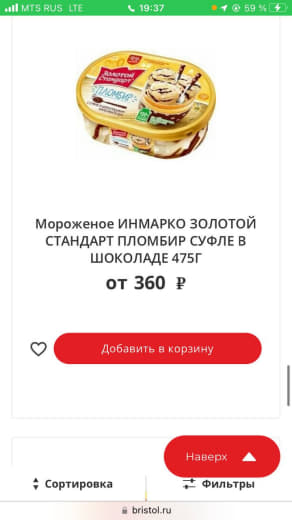 MTS RUS LTE 19:37 59 %
ЗОЛОТОЙ
СТАНДАРТ
ПЛОМБИР
Мороженое ИНМАРКО ЗОЛОТОЙ
СТАНДАРТ ПЛОМБИР СУФЛЕ В
ШОКОЛАДЕ 475Г
от 360 ₽
Добавить в корзину
Наверх
Сортировка
Фильтры
bristol.ru